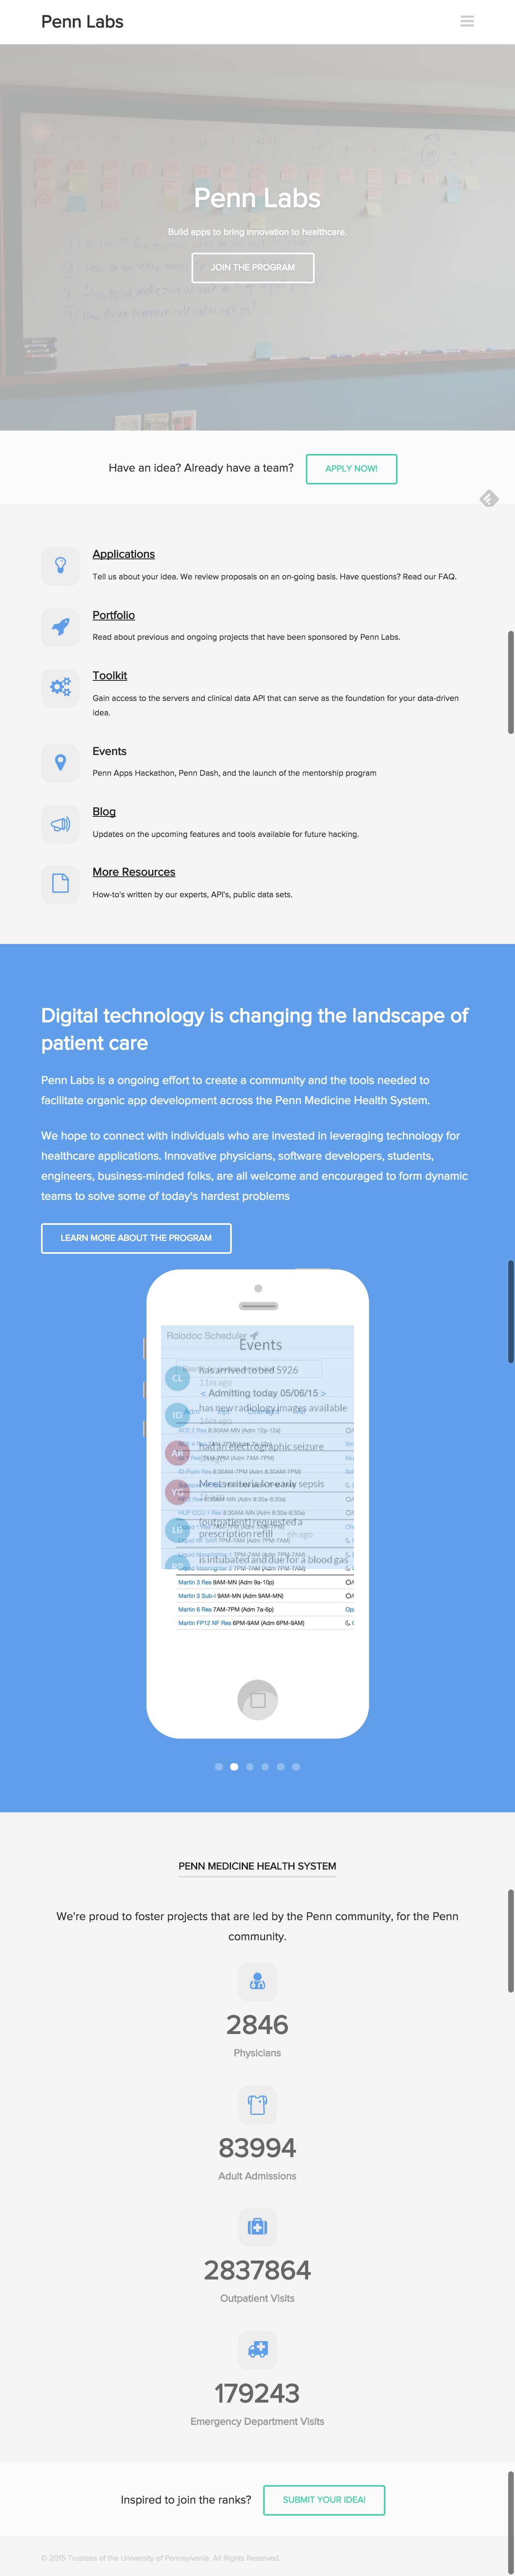 Penn Labs
Penn Labs
Build apps to bring innovation to healthcare.
JOIN THE PROGRAM
Have an idea? Already have a team?
APPLY NOW!
Applications
Tell us about your idea. We review proposals on an on-going basis. Have questions? Read our FAQ.
Portfolio
Read about previous and ongoing projects that have been sponsored by Penn Labs.
Toolkit
Gain access to the servers and clinical data API that can serve as the foundation for your data-driven
idea.
Events
Penn Apps Hackathon, Penn Dash, and the launch of the mentorship program
Blog
Updates on the upcoming features and tools available for future hacking.
More Resources
How-to's written by our experts, API's, public data sets.
Digital technology is changing the landscape of
patient care
Penn Labs is a ongoing effort to create a community and the tools needed to
facilitate organic app development across the Penn Medicine Health System.
We hope to connect with individuals who are invested in leveraging technology for
healthcare applications. Innovative physicians, software developers, students,
engineers, business-minded folks, are all welcome and encouraged to form dynamic
teams to solve some of today's hardest problems
LEARN MORE ABOUT THE PROGRAM
Rolodoc Scheduler
Events
CL
has arrived to bed S926
11m ago
< Admitting today 05/06/15 >
ID
has new radiology images available
16m ago
AR
had an electrographic seizure
YG
Meets criteria for early sepsis
LB
(outpatient) requested a
prescription refill
is intubated and due for a blood gas
Martin 3 Res 9AM-MN (Adm 9a-10p)
Martin 3 Sub-I 9AM-MN (Adm 9AM-MN)
Martin 6 Res 7AM-7PM (Adm 7a-6p)
Martin FP12 NF Res 6PM-9AM (Adm 6PM-9AM)
PENN MEDICINE HEALTH SYSTEM
We're proud to foster projects that are led by the Penn community, for the Penn
community.
2846
Physicians
83994
Adult Admissions
2837864
Outpatient Visits
179243
Emergency Department Visits
Inspired to join the ranks?
SUBMIT YOUR IDEA!
© 2015 Trustees of the University of Pennsylvania. All Rights Reserved.